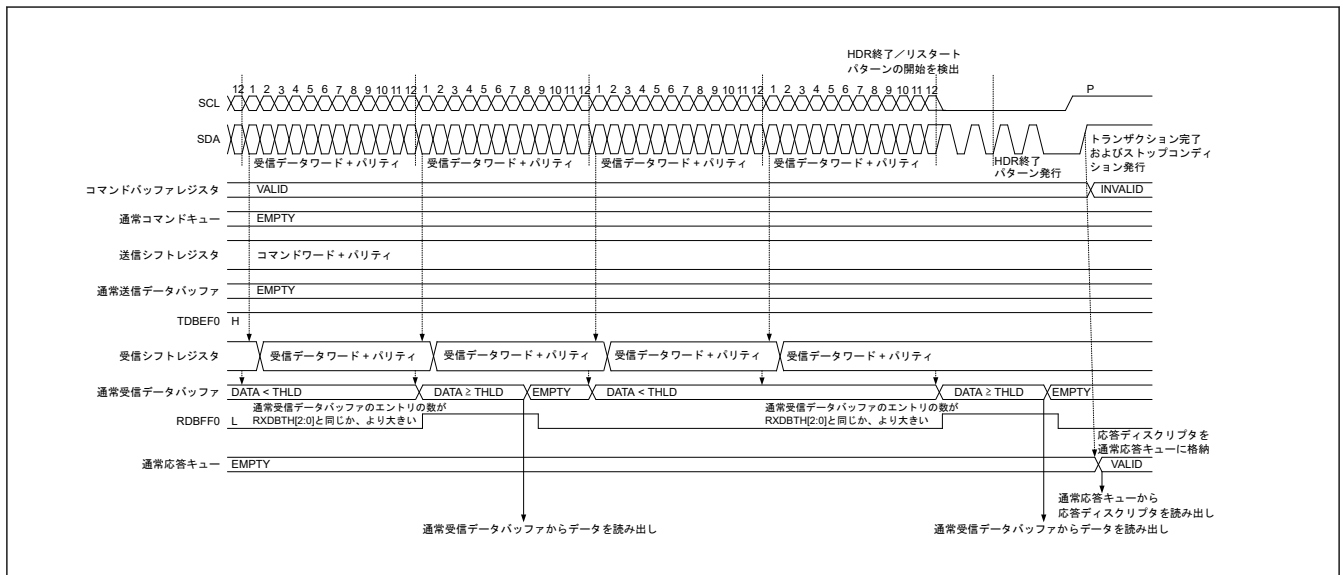 HDR終了／リスタート
パターンの開始を検出
12 1 2 3 4 5 6 7 8 9 10 11 12 1 2 3 4 5 6 7 8 9 10 11 12 1 2 3 4 5 6 7 8 9 10 11 12 1 2 3 4 5 6 7 8 9 10 11 12 P
SCL
SDA
トランザクション完了
およびストップコンディ
ション発行
受信データワード + パリティ 受信データワード + パリティ 受信データワード + パリティ 受信データワード + パリティ
HDR終了
パターン発行
コマンドバッファレジスタ VALID INVALID
通常コマンドキュー EMPTY
送信シフトレジスタ コマンドワード + パリティ
通常送信データバッファ EMPTY
TDBEF0 H
受信シフトレジスタ 受信データワード + パリティ 受信データワード + パリティ 受信データワード + パリティ 受信データワード + パリティ
通常受信データバッファ DATA < THLD DATA ≥ THLD EMPTY DATA < THLD DATA ≥ THLD EMPTY
通常受信データバッファのエントリの数が
RXDBTH[2:0]と同じか、より大きい
通常受信データバッファのエントリの数が
RXDBTH[2:0]と同じか、より大きい
RDBFF0 L
応答ディスクリプタを
通常応答キューに格納
通常応答キュー EMPTY VALID
通常応答キューから
応答ディスクリプタを読み出し
通常受信データバッファからデータを読み出し 通常受信データバッファからデータを読み出し